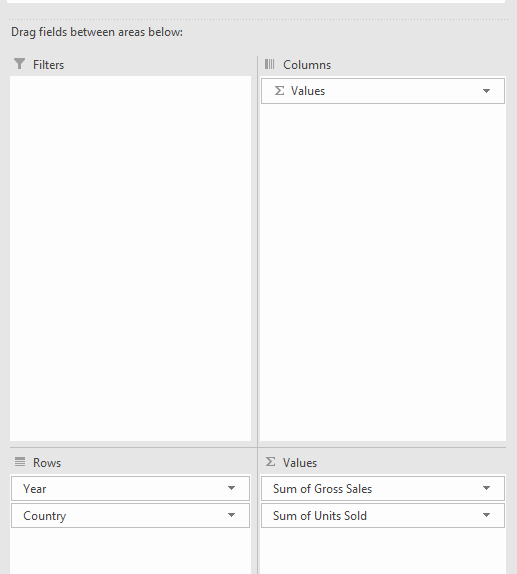 Drag fields between areas below:
Filters
Columns
Σ Values
Rows
Σ Values
Year
Sum of Gross Sales
Country
Sum of Units Sold